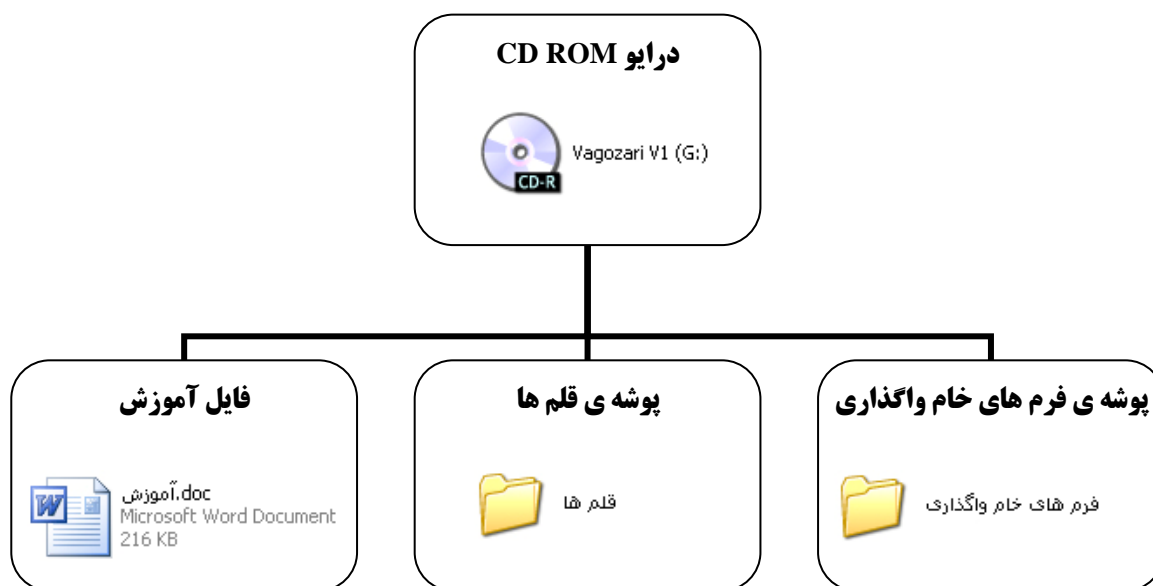 درایو CD ROM
Vagozari V1 (G:)
CD-R
پوشه ی فرم های خام واگذاری
فرم های خام واگذاری
پوشه ی قلم ها
قلم ها
فایل آموزش
آموزش.doc
Microsoft Word Document
216 KB